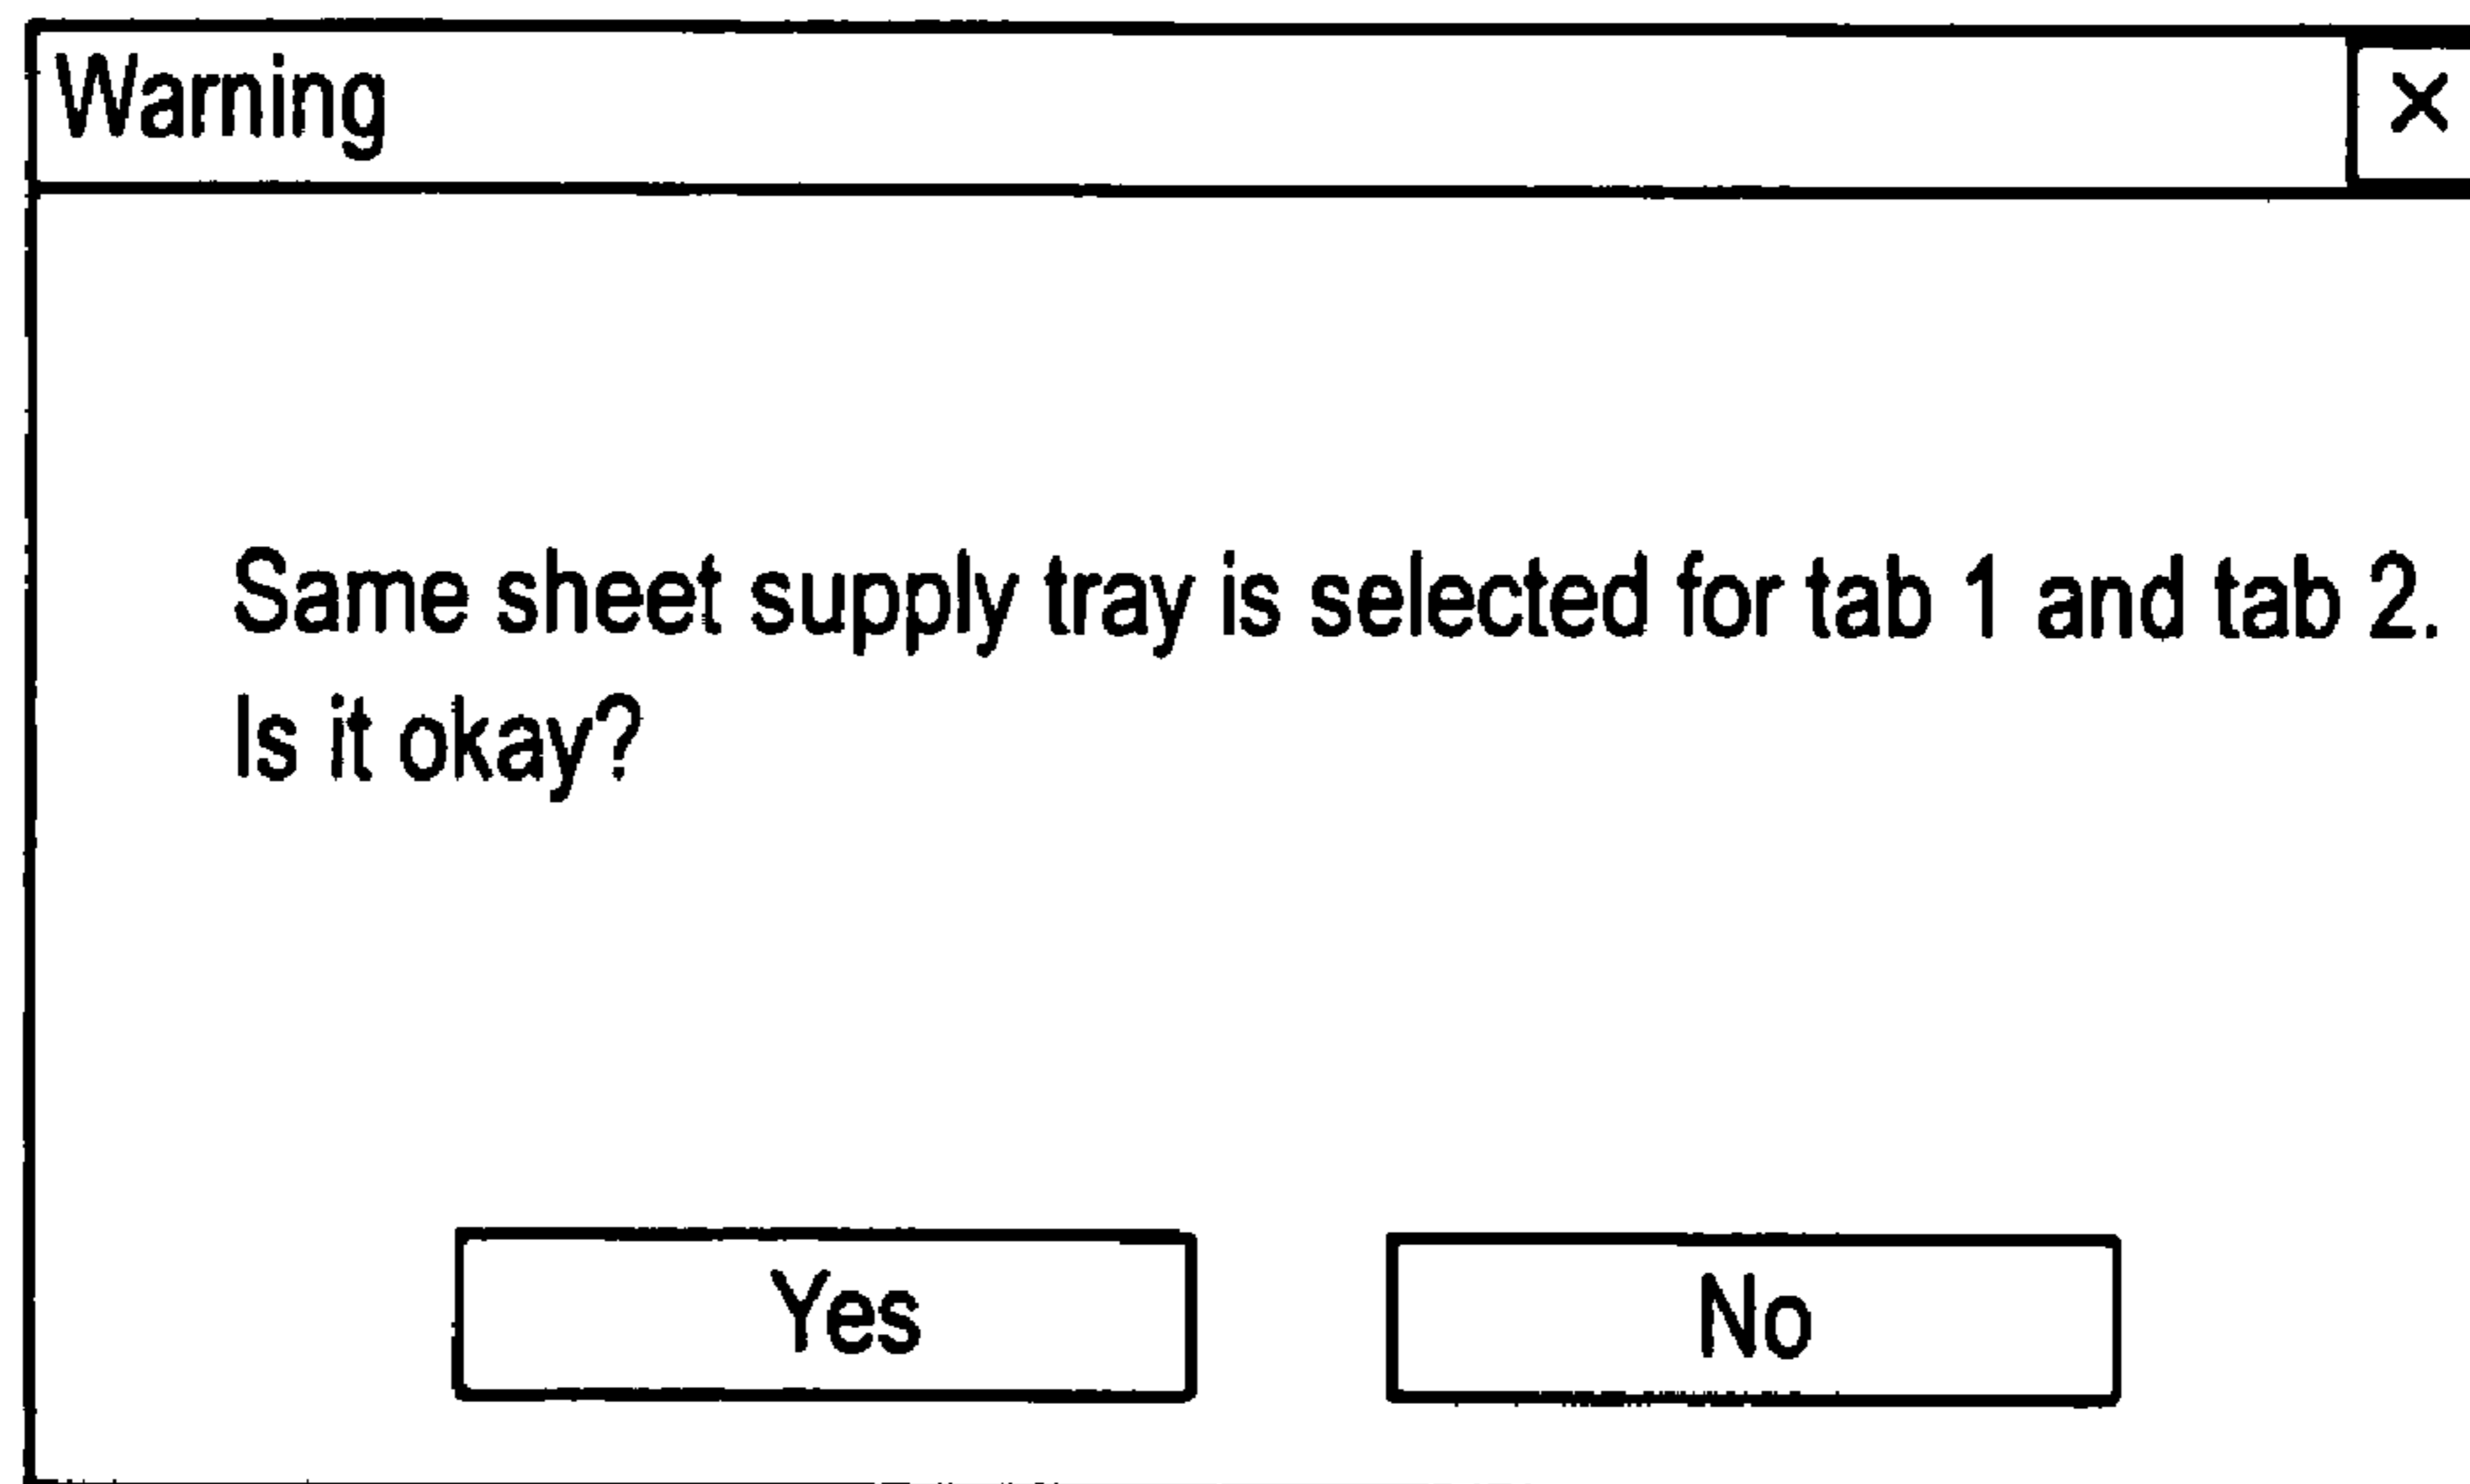 Warning ×
Same sheet supply tray is selected for tab 1 and tab 2.
Is it okay?
Yes No